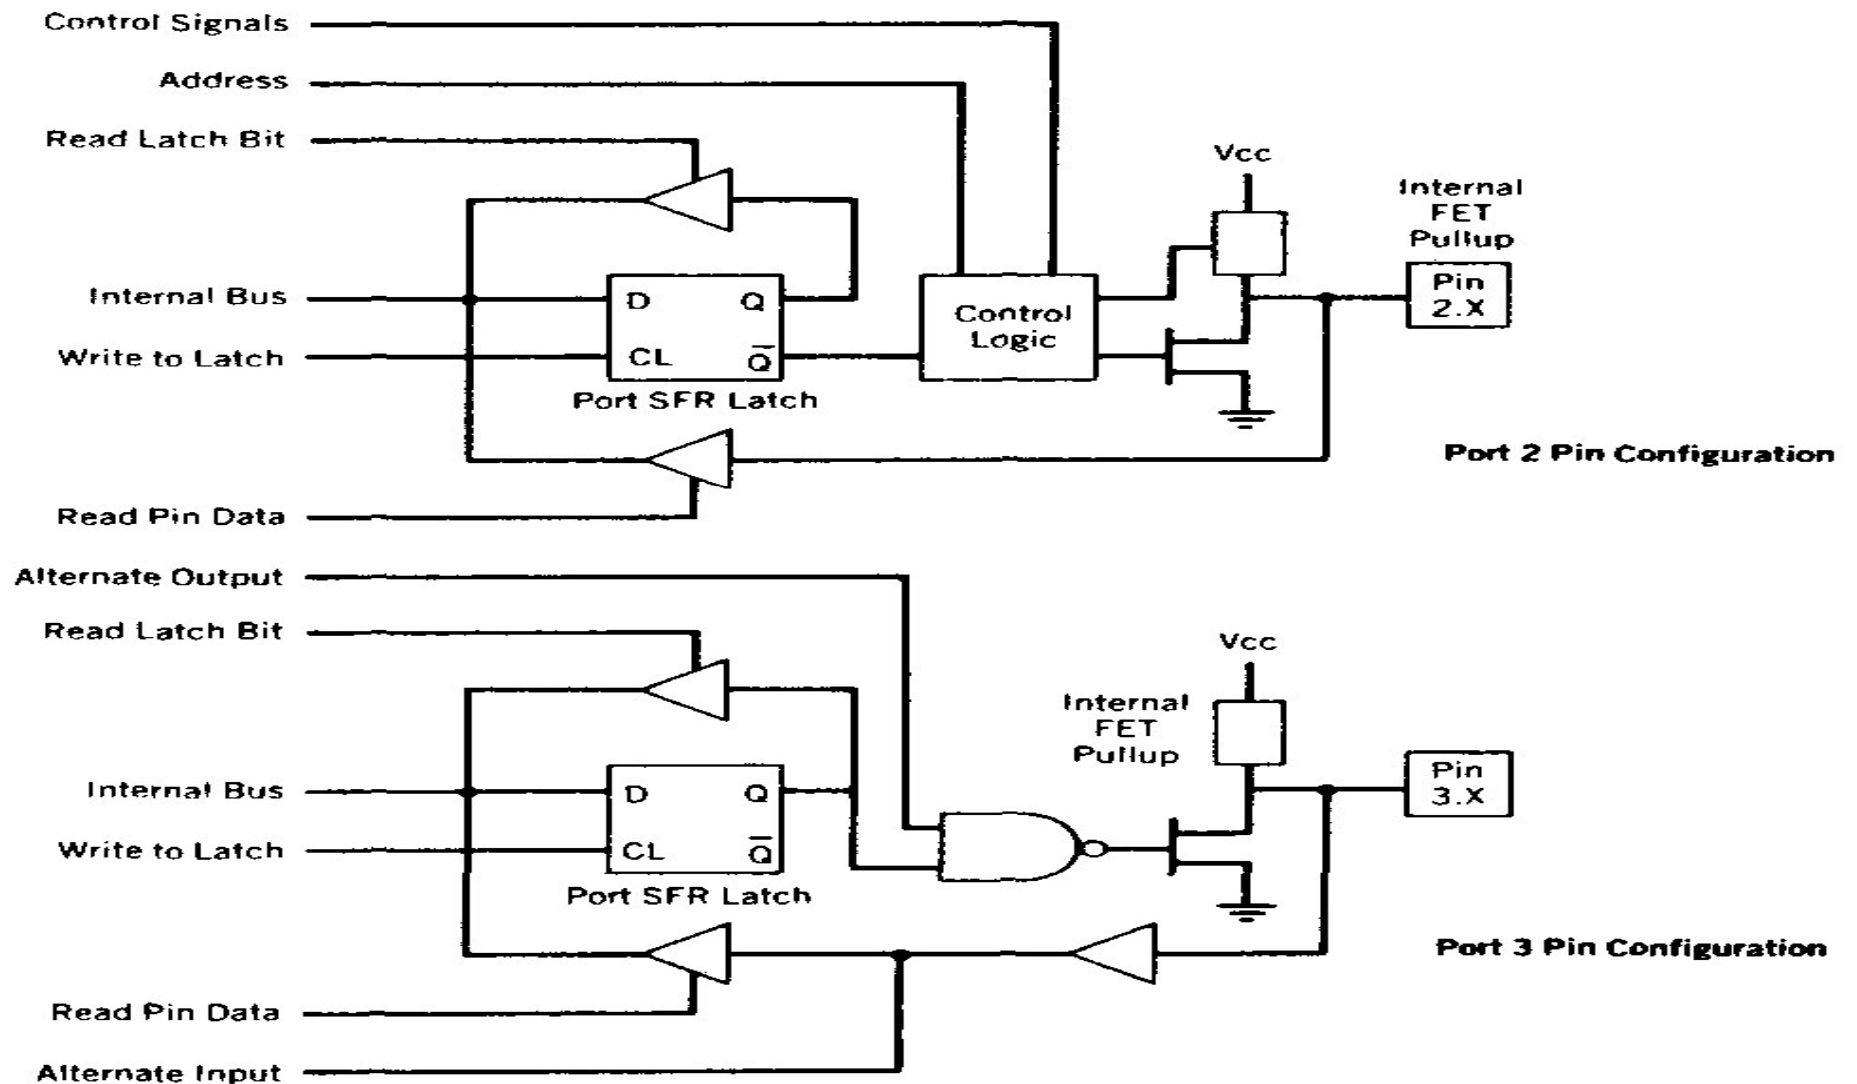 Control Signals
Address
Read Latch Bit
Vcc
Internal
FET
Pullup
Pin
2.X
Internal Bus
D
Q
Control
Logic
Write to Latch
CL
Q̅
Port SFR Latch
Port 2 Pin Configuration
Read Pin Data
Alternate Output
Read Latch Bit
Vcc
Internal
FET
Pullup
Pin
3.X
Internal Bus
D
Q
Write to Latch
CL
Q̅
Port SFR Latch
Port 3 Pin Configuration
Read Pin Data
Alternate Input